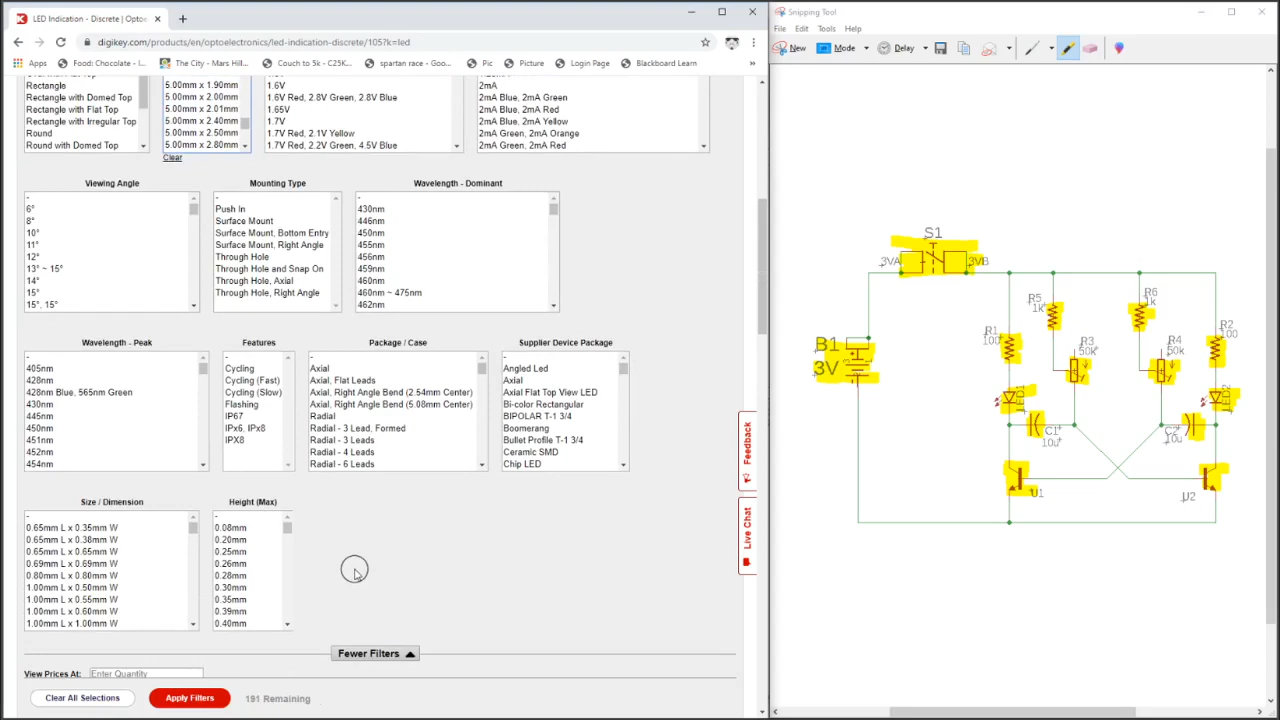 LED Indication - Discrete | Optoe
digikey.com/products/en/optoelectronics/led-indication-discrete/105?k=led
Apps
Food: Chocolate - I...
The City - Mars Hill...
Couch to 5k - C25K...
spartan race - Goo...
Pic
Picture
Login Page
Blackboard Learn
»
Rectangle
Rectangle with Domed Top
Rectangle with Flat Top
Rectangle with Irregular Top
Round
Round with Domed Top
5.00mm x 1.90mm
5.00mm x 2.00mm
5.00mm x 2.01mm
5.00mm x 2.40mm
5.00mm x 2.50mm
5.00mm x 2.80mm
Clear
1.6V
1.6V Red, 2.8V Green, 2.8V Blue
1.65V
1.7V
1.7V Red, 2.1V Yellow
1.7V Red, 2.2V Green, 4.5V Blue
2mA
2mA Blue, 2mA Green
2mA Blue, 2mA Red
2mA Blue, 2mA Yellow
2mA Green, 2mA Orange
2mA Green, 2mA Red
Viewing Angle
-
6°
8°
10°
11°
12°
13° ~ 15°
14°
15°
15°, 15°
Mounting Type
-
Push In
Surface Mount
Surface Mount, Bottom Entry
Surface Mount, Right Angle
Through Hole
Through Hole and Snap On
Through Hole, Axial
Through Hole, Right Angle
Wavelength - Dominant
-
430nm
446nm
450nm
455nm
456nm
459nm
460nm
460nm ~ 475nm
462nm
Wavelength - Peak
-
405nm
428nm
428nm Blue, 565nm Green
430nm
445nm
450nm
451nm
452nm
454nm
Features
-
Cycling
Cycling (Fast)
Cycling (Slow)
Flashing
IP67
IPx6, IPx8
IPX8
Package / Case
-
Axial
Axial, Flat Leads
Axial, Right Angle Bend (2.54mm Center)
Axial, Right Angle Bend (5.08mm Center)
Radial
Radial - 3 Lead, Formed
Radial - 3 Leads
Radial - 4 Leads
Radial - 6 Leads
Supplier Device Package
-
Angled Led
Axial
Axial Flat Top View LED
Bi-color Rectangular
BIPOLAR T-1 3/4
Boomerang
Bullet Profile T-1 3/4
Ceramic SMD
Chip LED
Size / Dimension
-
0.65mm L x 0.35mm W
0.65mm L x 0.38mm W
0.65mm L x 0.65mm W
0.69mm L x 0.69mm W
0.80mm L x 0.80mm W
1.00mm L x 0.50mm W
1.00mm L x 0.55mm W
1.00mm L x 0.60mm W
1.00mm L x 1.00mm W
Height (Max)
-
0.08mm
0.20mm
0.25mm
0.26mm
0.28mm
0.30mm
0.35mm
0.39mm
0.40mm
Feedback
Live Chat
Fewer Filters
View Prices At:
Enter Quantity
Clear All Selections
Apply Filters
191 Remaining
Snipping Tool
File Edit Tools Help
New Mode Delay
S1
3VA
3VB
B1
3V
R5
1k
R6
1k
R1
100
R2
100
R3
50k
R4
50k
LED1
LED2
C1
10u
C2
10u
U1
U2